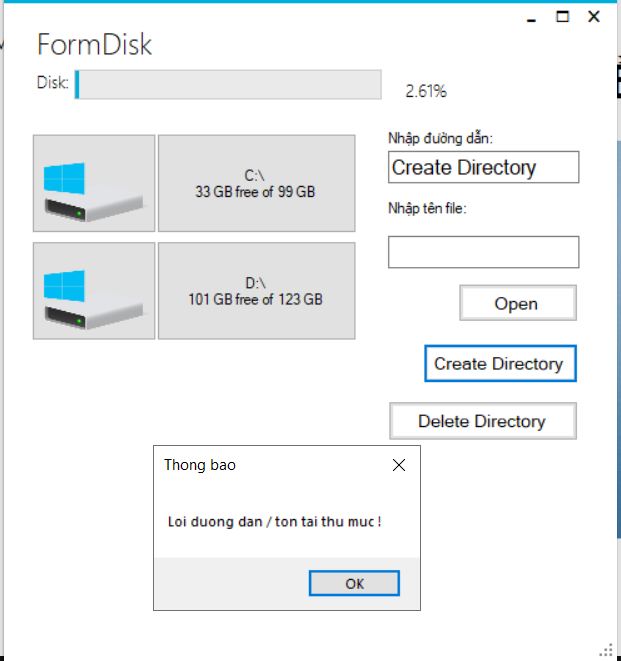 FormDisk
Disk:
2.61%
C:\
33 GB free of 99 GB
D:\
101 GB free of 123 GB
Nhập đường dẫn:
Create Directory
Nhập tên file:
Open
Create Directory
Delete Directory
Thong bao
Loi duong dan / ton tai thu muc !
OK